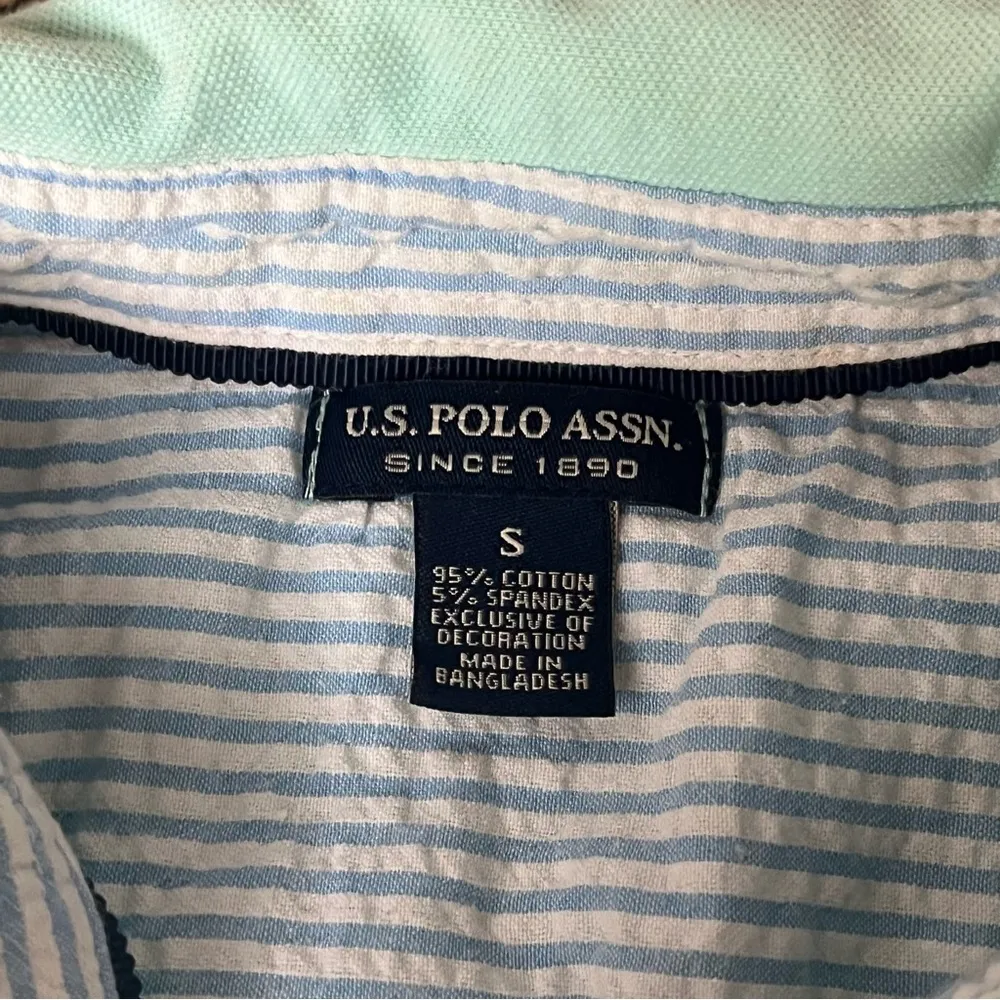 U.S. POLO ASSN.
SINCE 1890
S
95% COTTON
5% SPANDEX
EXCLUSIVE OF
DECORATION
MADE IN
BANGLADESH